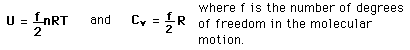 U = f/2 nRT and Cᵥ = f/2 R where f is the number of degrees
of freedom in the molecular
motion.